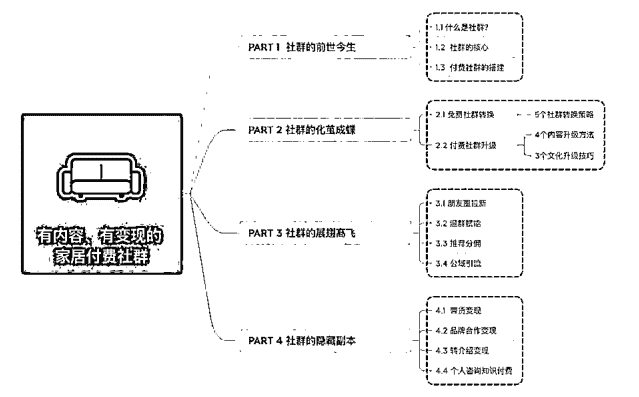 有内容、有变现的
家居付费社群
PART 1 社群的前世今生
1.1 什么是社群?
1.2 社群的核心
1.3 付费社群的搭建
PART 2 社群的化茧成蝶
2.1 免费社群转换
5个社群转换策略
2.2 付费社群升级
4个内容升级方法
3个文化升级技巧
PART 3 社群的展翅高飞
3.1 朋友圈拉新
3.2 温群赋能
3.3 推荐分佣
3.4 公域引流
PART 4 社群的隐藏副本
4.1 带货变现
4.2 品牌合作变现
4.3 转介绍变现
4.4 个人咨询知识付费